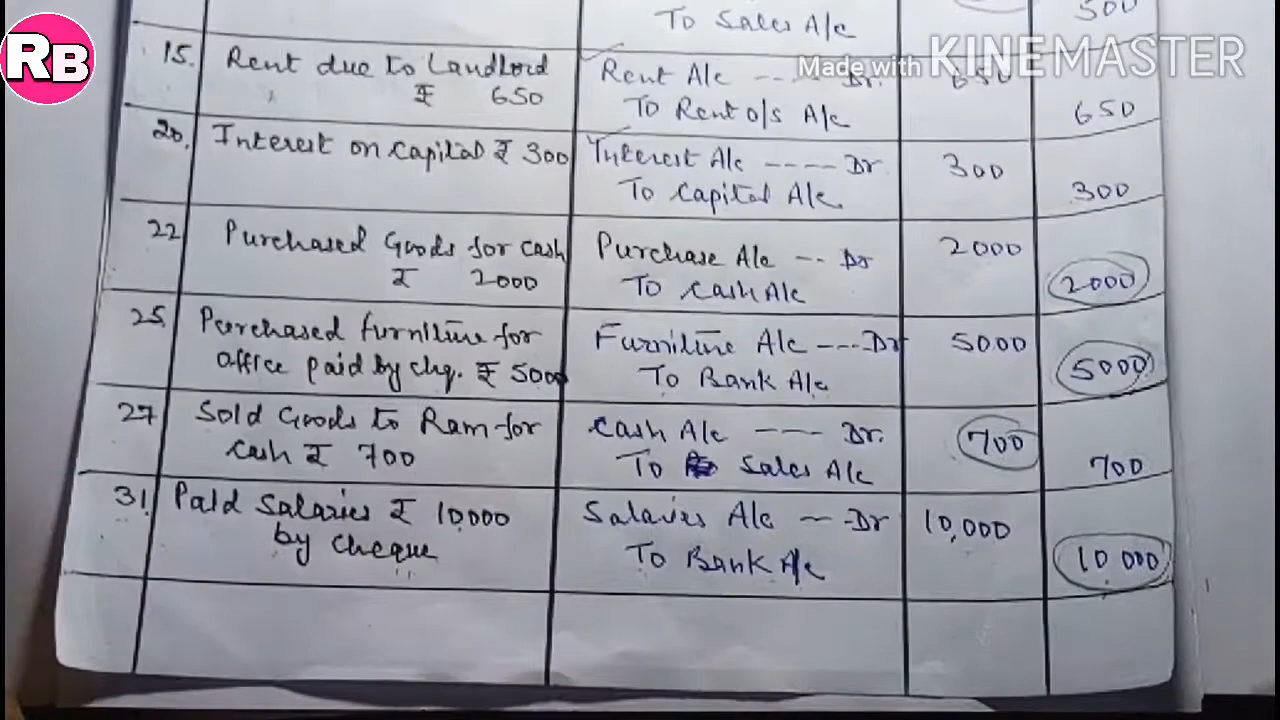 RB
Made with KINEMASTER
To Sales A/c
500
15. Rent due to Landlord Rent A/c ---- Dr. 650
₹ 650 To Rent o/s A/c 650
20. Interest on capital ₹ 300 Interest A/c ---- Dr. 300
To Capital A/c. 300
22 Purchased Goods for cash Purchase A/c -- Dr 2000
₹ 2000 To Cash A/c 2000
25. Purchased furniture for Furniture A/c --- Dr 5000
office paid by chq. ₹ 5000 To Bank A/c 5000
27 Sold Goods to Ram for Cash A/c --- Dr. 700
cash ₹ 700 To Sales A/c 700
31. Paid Salaries ₹ 10,000 Salaries A/c -- Dr 10,000
by cheque To Bank A/c 10 000